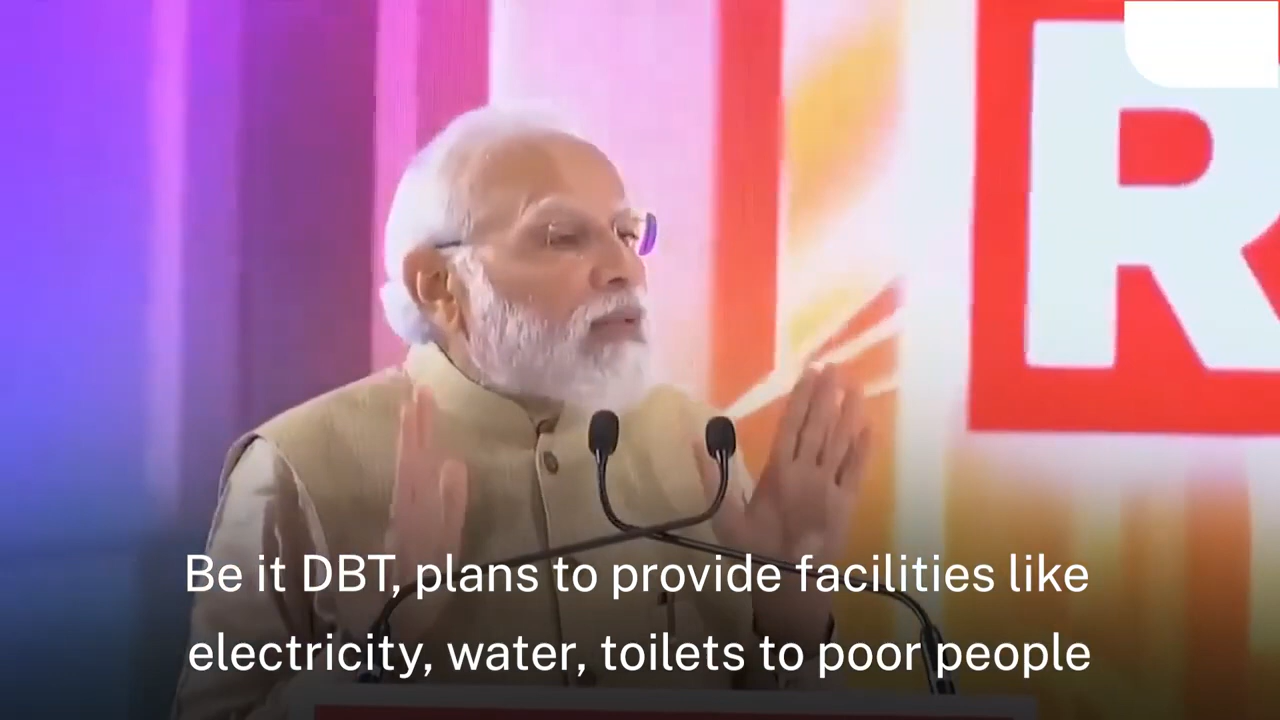 R
Be it DBT, plans to provide facilities like
electricity, water, toilets to poor people